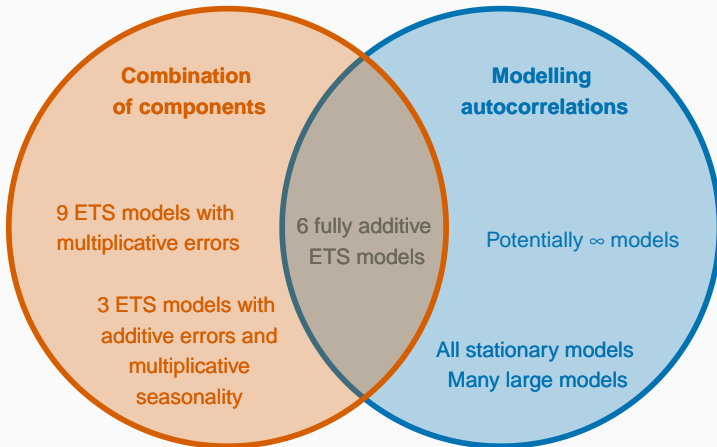 Combination
of components
9 ETS models with
multiplicative errors
3 ETS models with
additive errors and
multiplicative
seasonality
6 fully additive
ETS models
Modelling
autocorrelations
Potentially ∞ models
All stationary models
Many large models